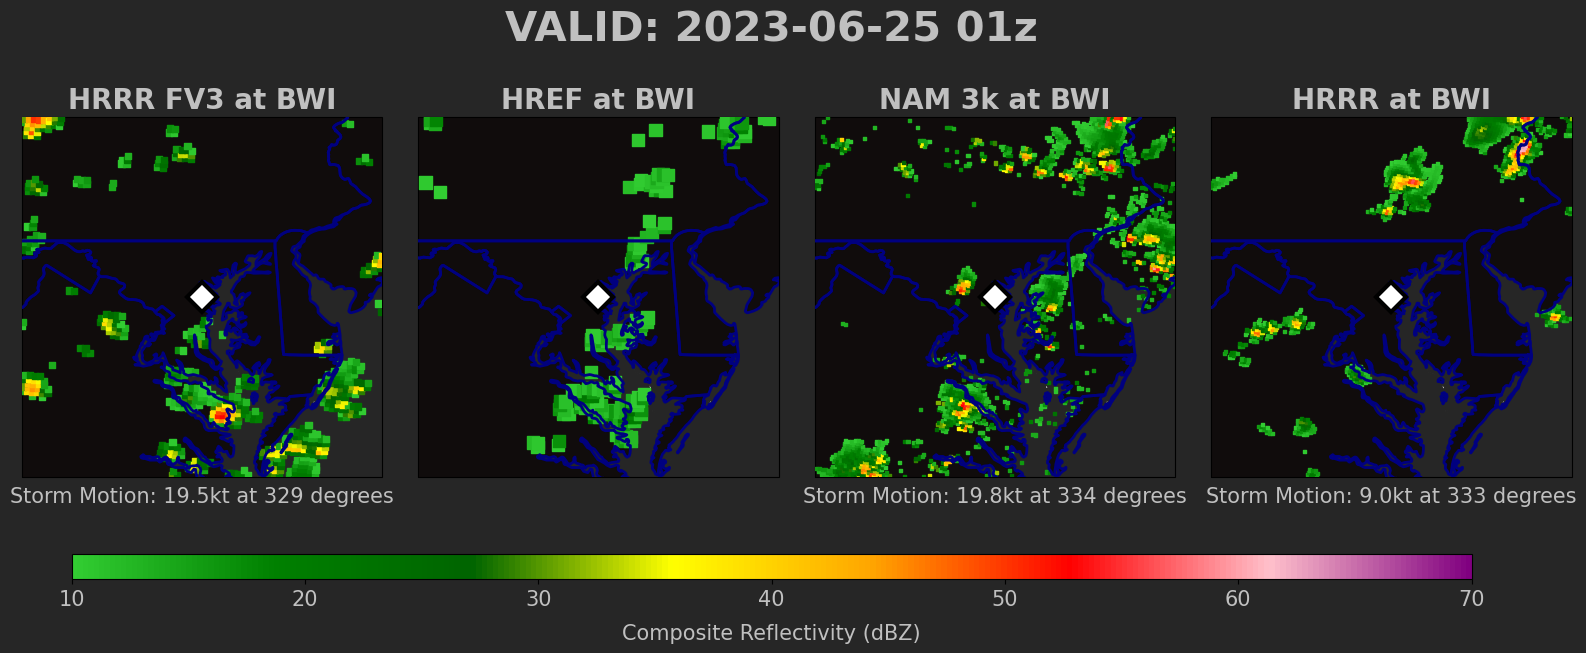 VALID: 2023-06-25 01z
HRRR FV3 at BWI
HREF at BWI
NAM 3k at BWI
HRRR at BWI
Storm Motion: 19.5kt at 329 degrees
Storm Motion: 19.8kt at 334 degrees
Storm Motion: 9.0kt at 333 degrees
10 20 30 40 50 60 70
Composite Reflectivity (dBZ)